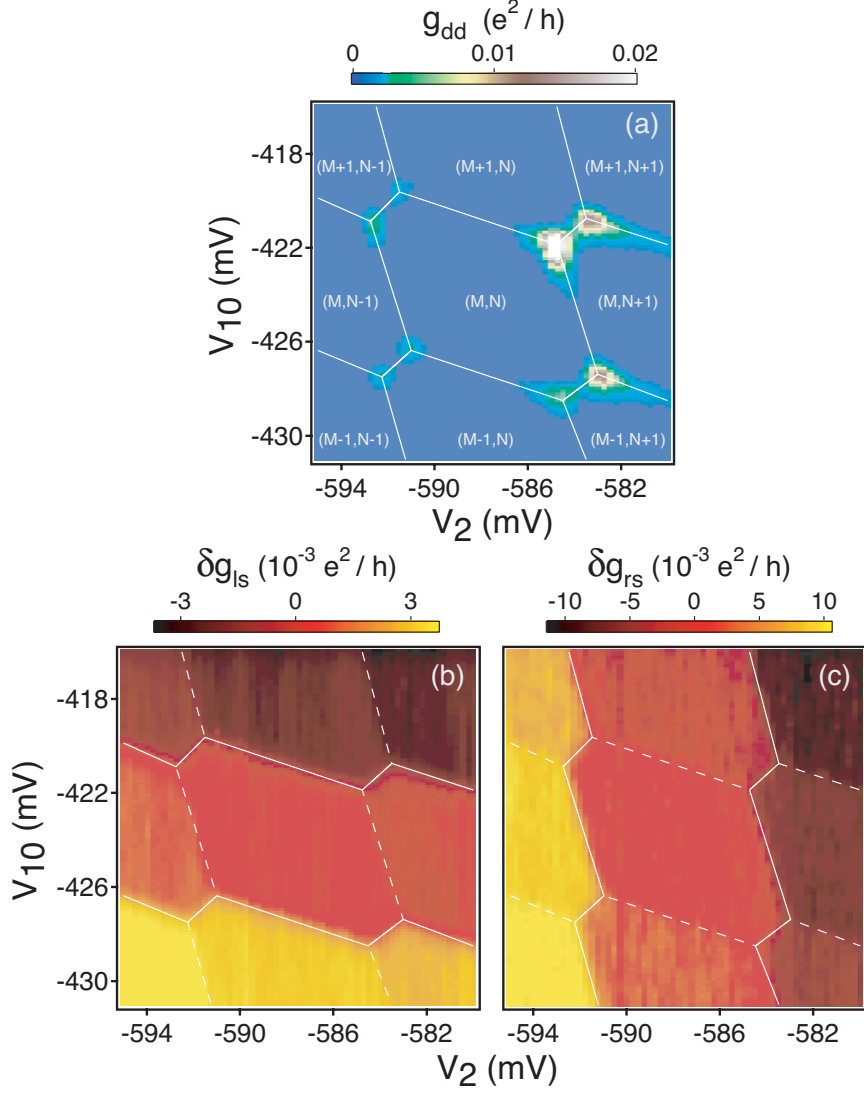 g_dd (e²/h)
0 0.01 0.02
(a)
(M+1,N-1) (M+1,N) (M+1,N+1)
(M,N-1) (M,N) (M,N+1)
(M-1,N-1) (M-1,N) (M-1,N+1)
-418
-422
-426
-430
V₁₀ (mV)
-594 -590 -586 -582
V₂ (mV)
δg_ls (10⁻³ e²/h)
-3 0 3
δg_rs (10⁻³ e²/h)
-10 -5 0 5 10
(b)
(c)
-418
-422
-426
-430
V₁₀ (mV)
-594 -590 -586 -582
-594 -590 -586 -582
V₂ (mV)